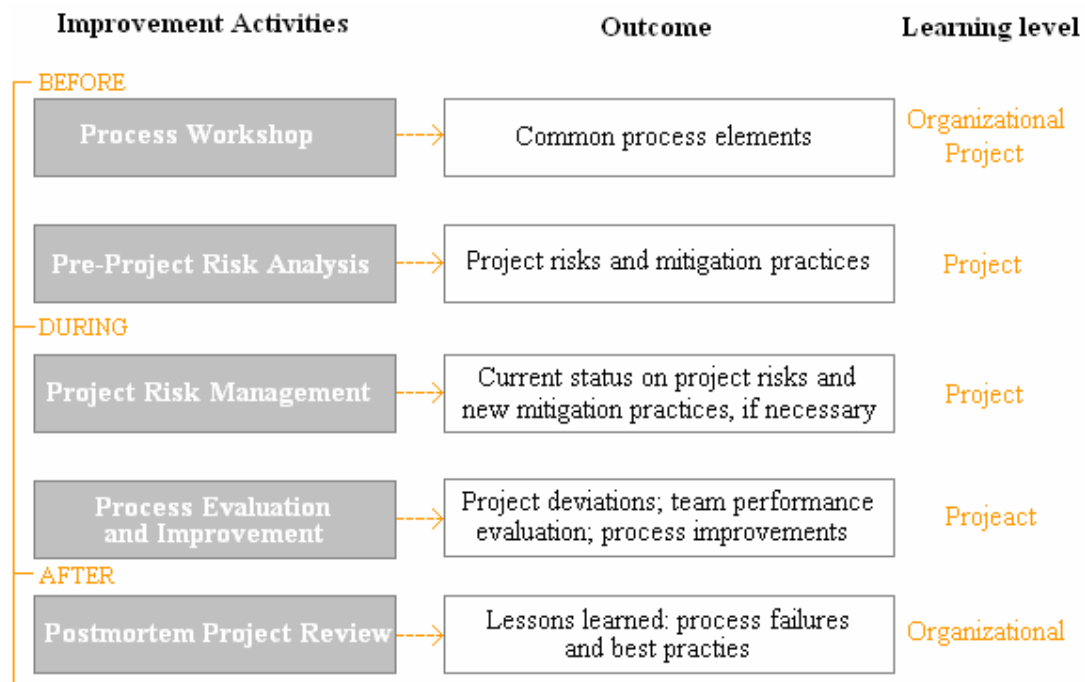 Improvement Activities Outcome Learning level
BEFORE
Process Workshop
Common process elements
Organizational
Project
Pre-Project Risk Analysis
Project risks and mitigation practices
Project
DURING
Project Risk Management
Current status on project risks and
new mitigation practices, if necessary
Project
Process Evaluation
and Improvement
Project deviations; team performance
evaluation; process improvements
Projeact
AFTER
Postmortem Project Review
Lessons learned: process failures
and best practies
Organizational